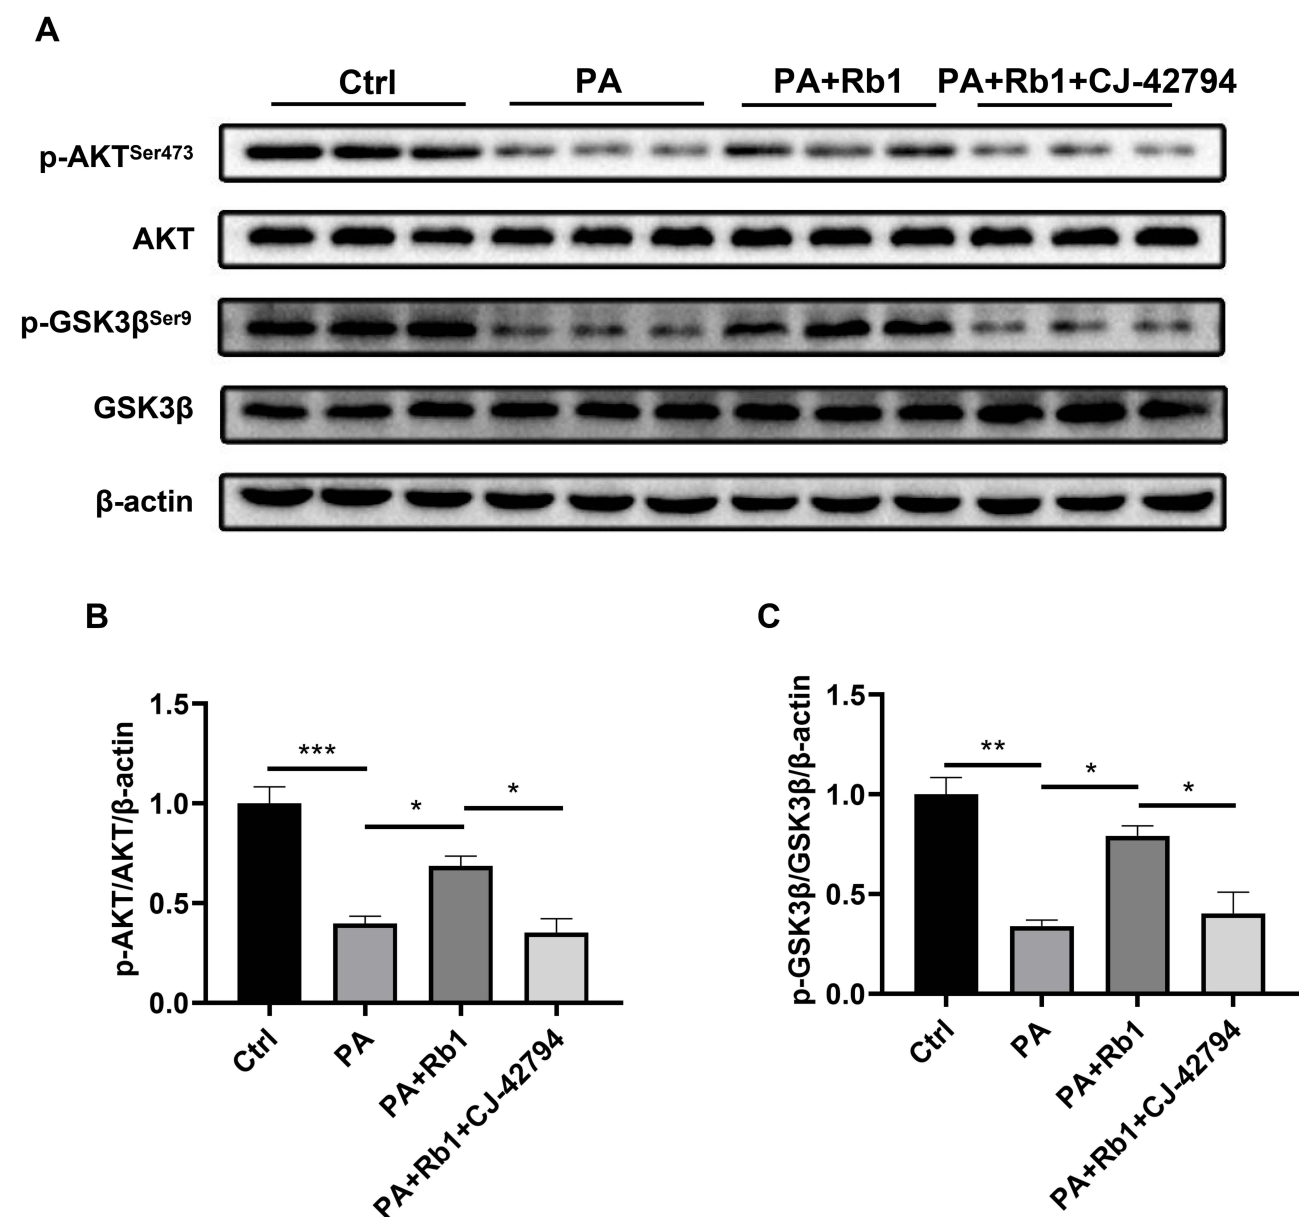 A
Ctrl PA PA+Rb1 PA+Rb1+CJ-42794
p-AKTSer473
AKT
p-GSK3βSer9
GSK3β
β-actin
B
p-AKT/AKT/β-actin
1.5
1.0
0.5
0.0
***
*
*
Ctrl
PA
PA+Rb1
PA+Rb1+CJ-42794
C
p-GSK3β/GSK3β/β-actin
1.5
1.0
0.5
0.0
**
*
*
Ctrl
PA
PA+Rb1
PA+Rb1+CJ-42794